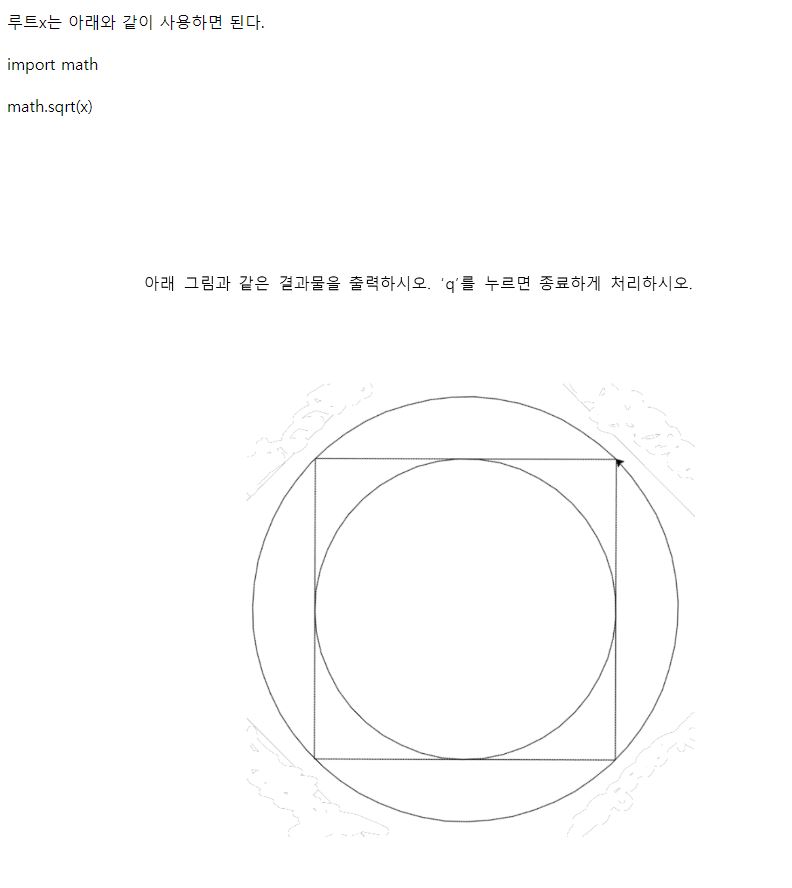 루트x는 아래와 같이 사용하면 된다.
import math
math.sqrt(x)
아래 그림과 같은 결과물을 출력하시오. ‘q’를 누르면 종료하게 처리하시오.